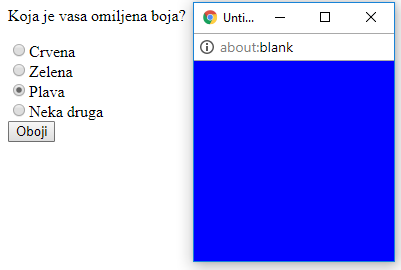 Koja je vasa omiljena boja?
Crvena
Zelena
Plava
Neka druga
Oboji
Unti...
about:blank